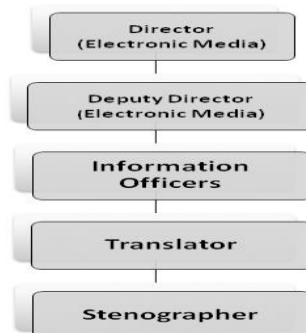 Director
(Electronic Media)
Deputy Director
(Electronic Media)
Information
Officers
Translator
Stenographer